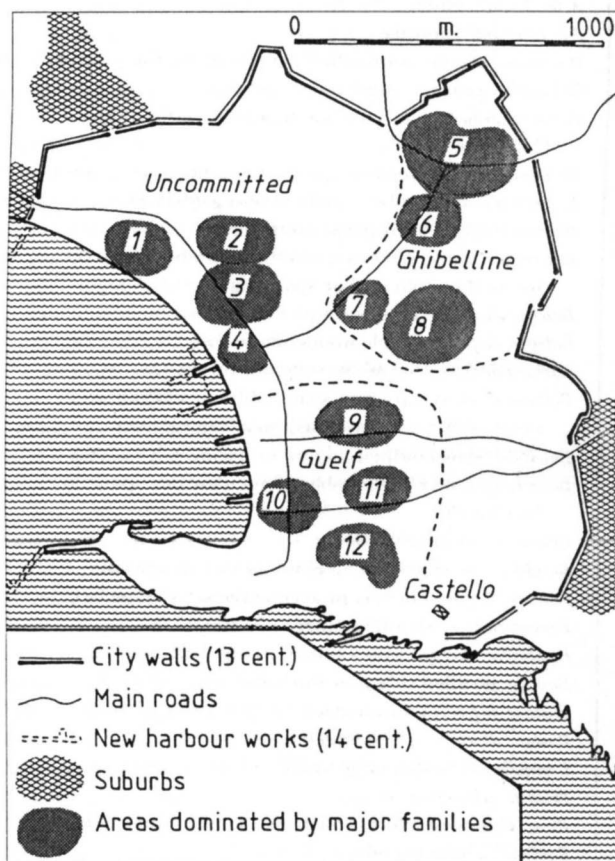 0 m. 1000
Uncommitted
5
6
1
2
Ghibelline
3
7
8
4
9
Guelf
10
11
12
Castello
City walls (13 cent.)
Main roads
New harbour works (14 cent.)
Suburbs
Areas dominated by major families